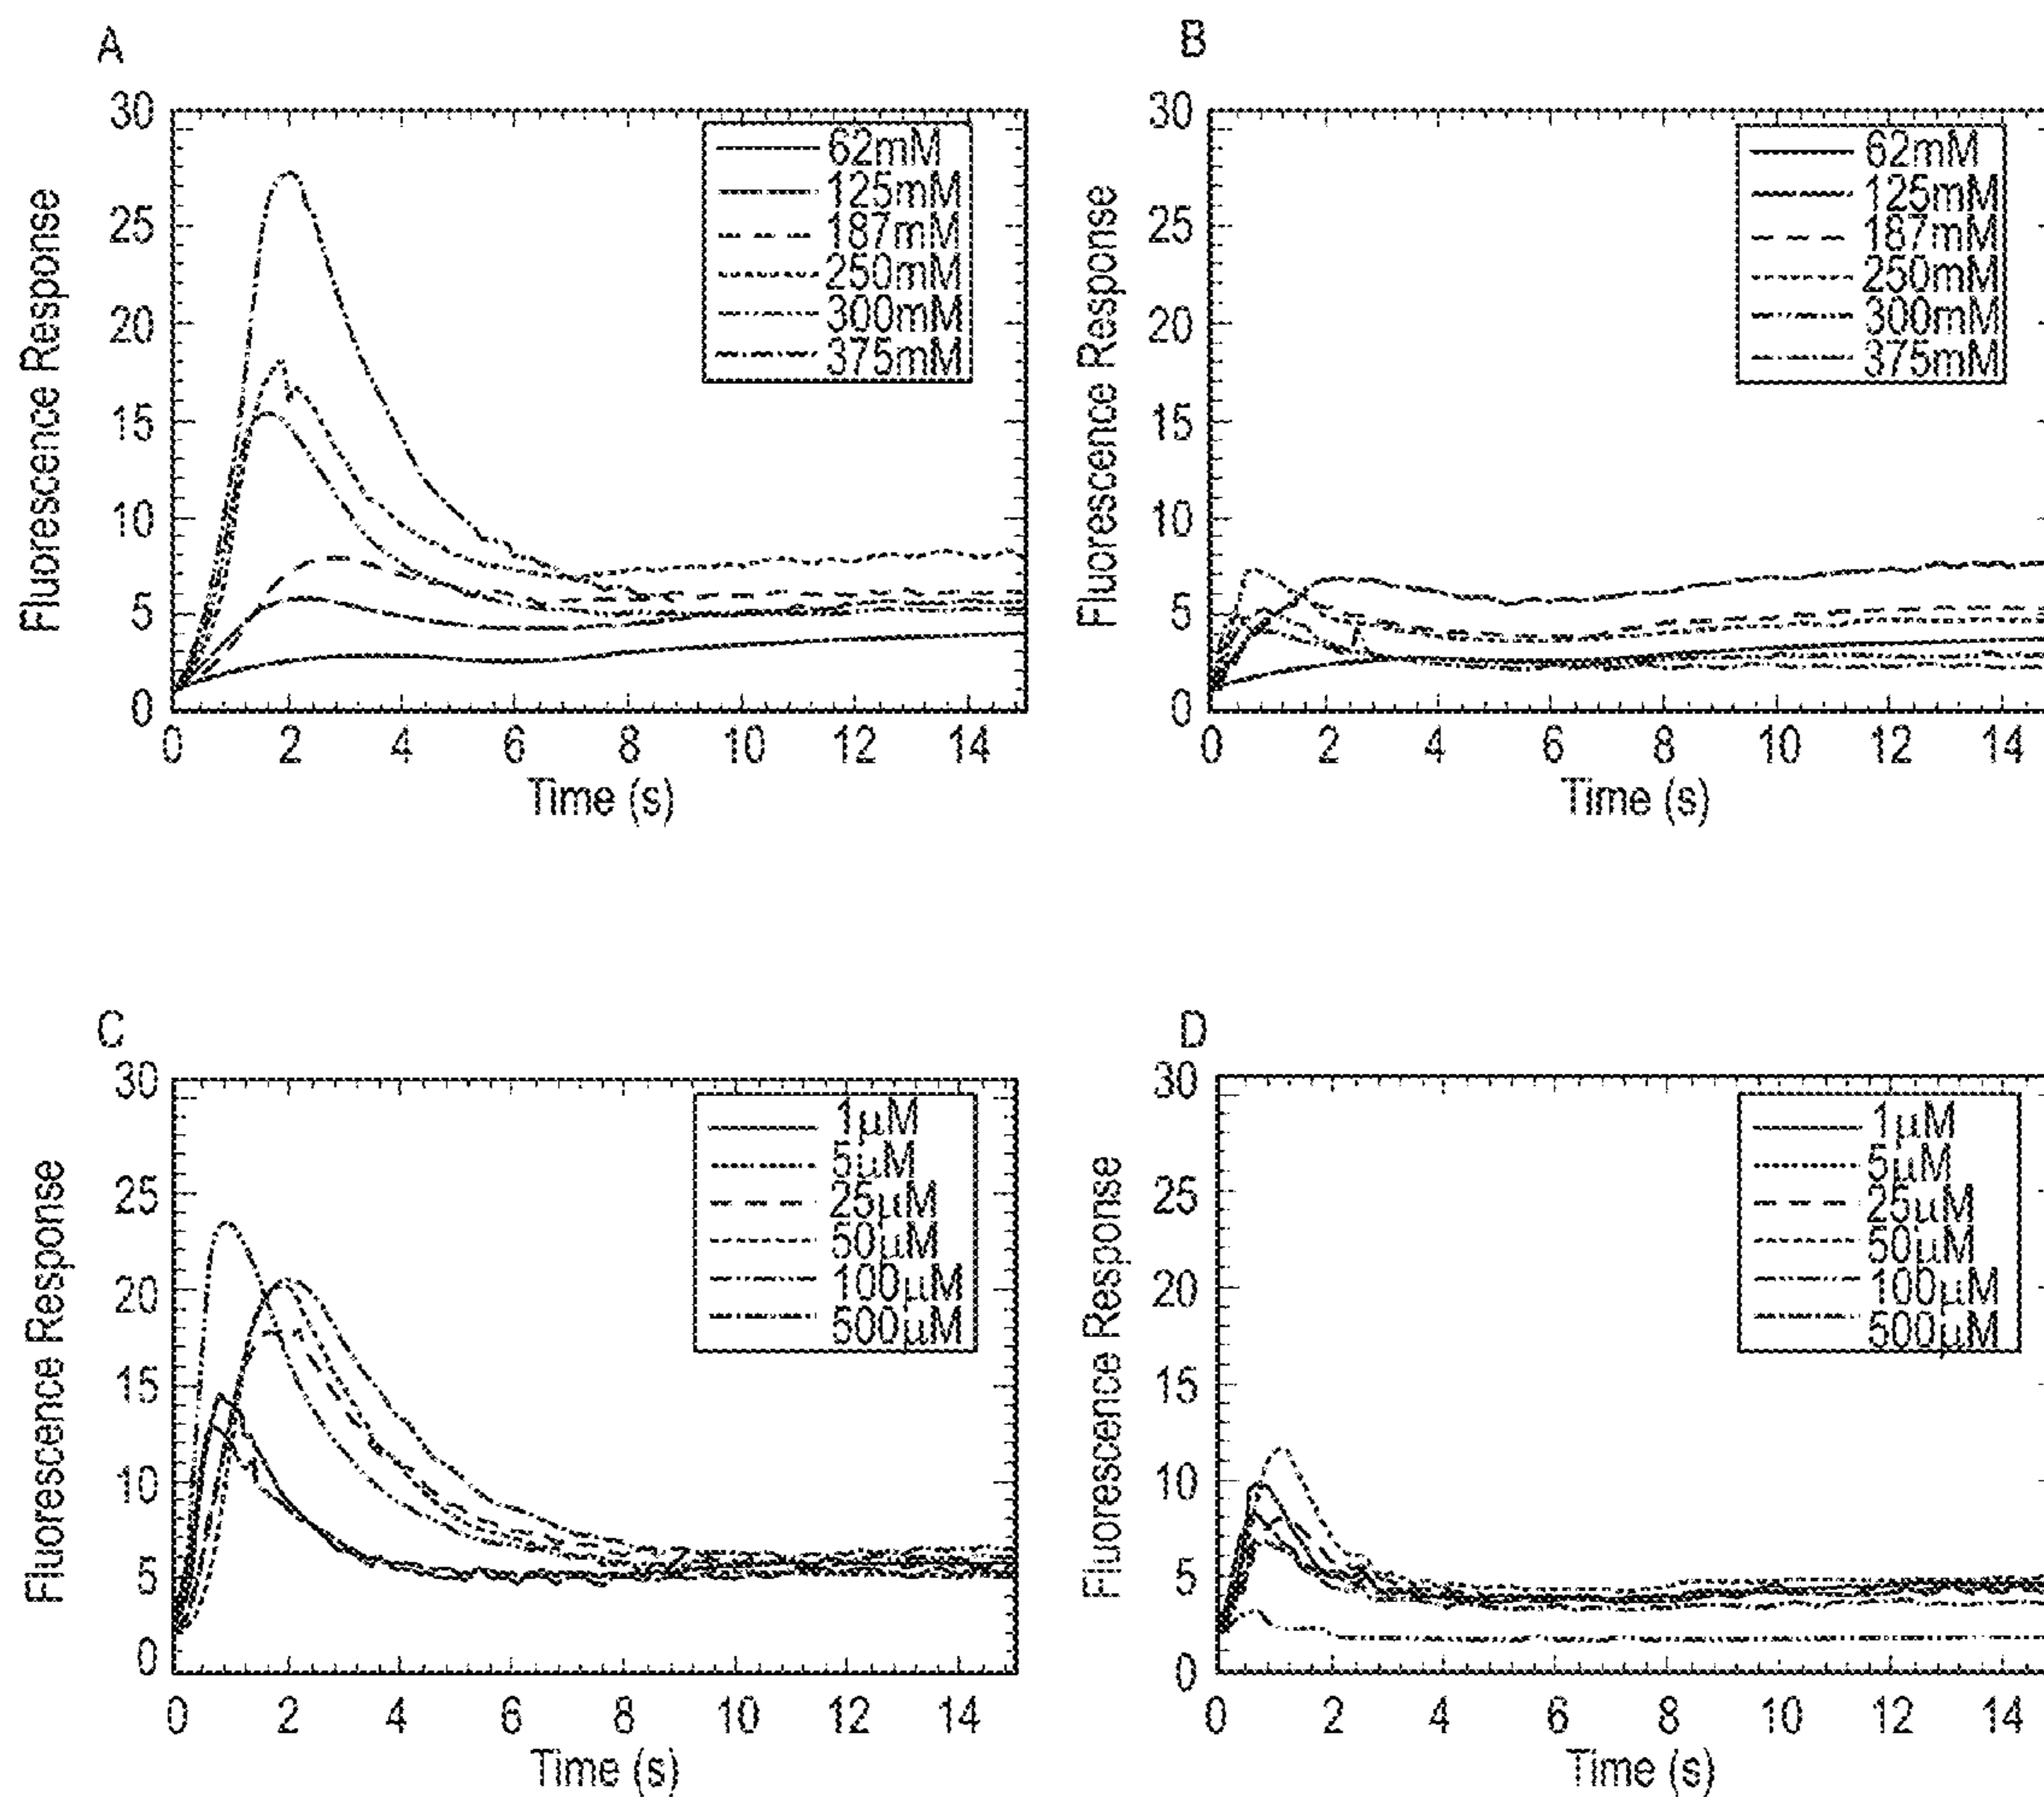 A
Fluorescence Response
30
25
20
15
10
5
0
62mM
125mM
187mM
250mM
300mM
375mM
0 2 4 6 8 10 12 14
Time (s)
B
Fluorescence Response
30
25
20
15
10
5
0
62mM
125mM
187mM
250mM
300mM
375mM
0 2 4 6 8 10 12 14
Time (s)
C
Fluorescence Response
30
25
20
15
10
5
0
1µM
5µM
25µM
50µM
100µM
500µM
0 2 4 6 8 10 12 14
Time (s)
D
Fluorescence Response
30
25
20
15
10
5
0
1µM
5µM
25µM
50µM
100µM
500µM
0 2 4 6 8 10 12 14
Time (s)